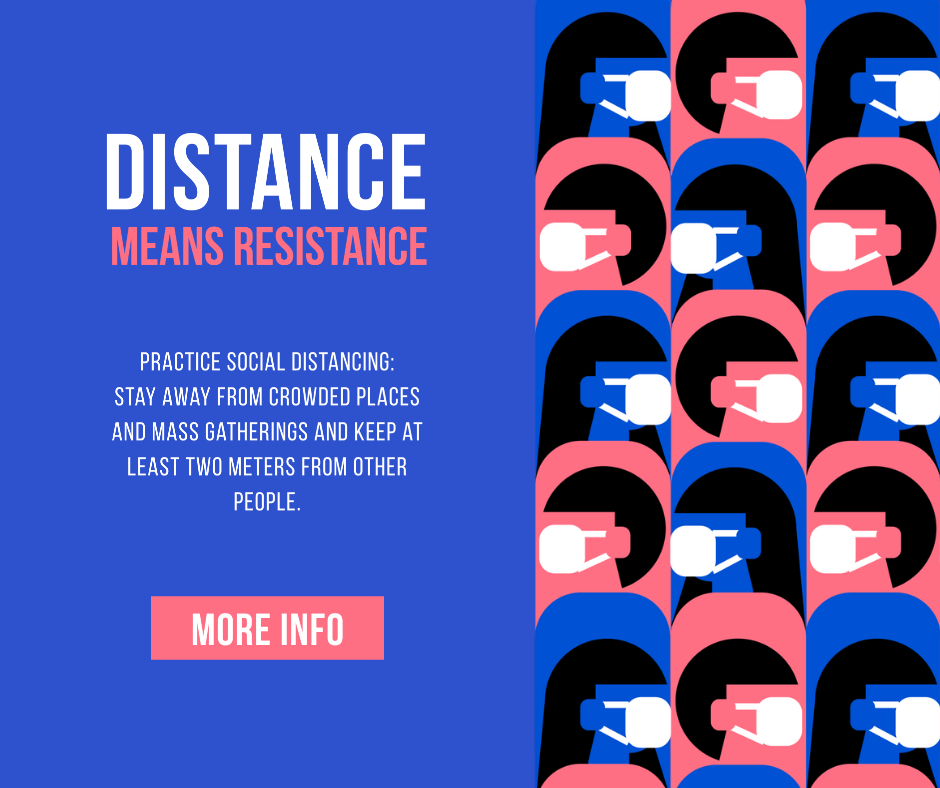 DISTANCE
MEANS RESISTANCE
PRACTICE SOCIAL DISTANCING:
STAY AWAY FROM CROWDED PLACES
AND MASS GATHERINGS AND KEEP AT
LEAST TWO METERS FROM OTHER
PEOPLE.
MORE INFO